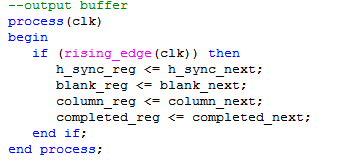 --output buffer
process(clk)
begin
if (rising_edge(clk)) then
h_sync_reg <= h_sync_next;
blank_reg <= blank_next;
column_reg <= column_next;
completed_reg <= completed_next;
end if;
end process;